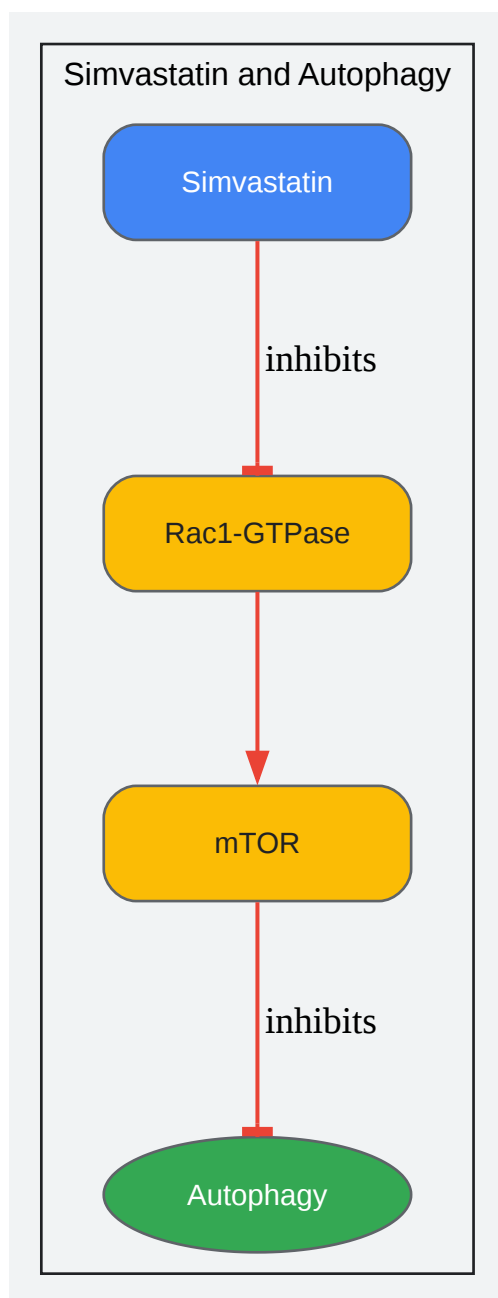 Simvastatin and Autophagy
Simvastatin
inhibits
Rac1-GTPase
mTOR
inhibits
Autophagy